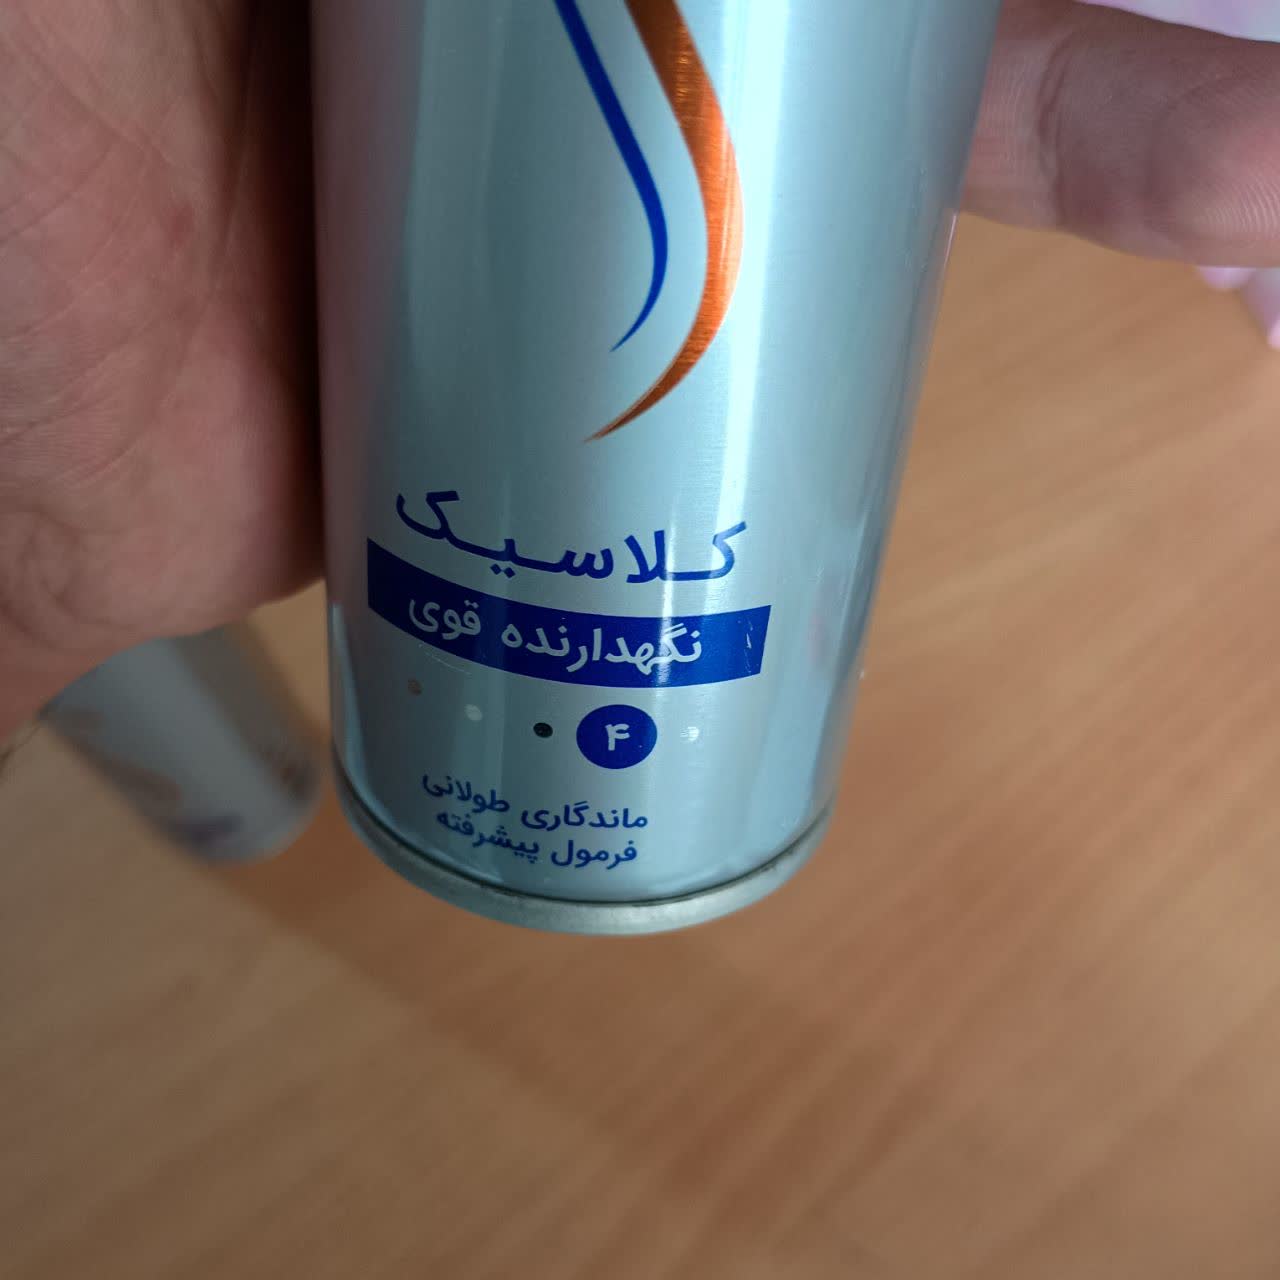 کلاسیک
نگهدارنده قوی
۴
ماندگاری طولانی
فرمول پیشرفته